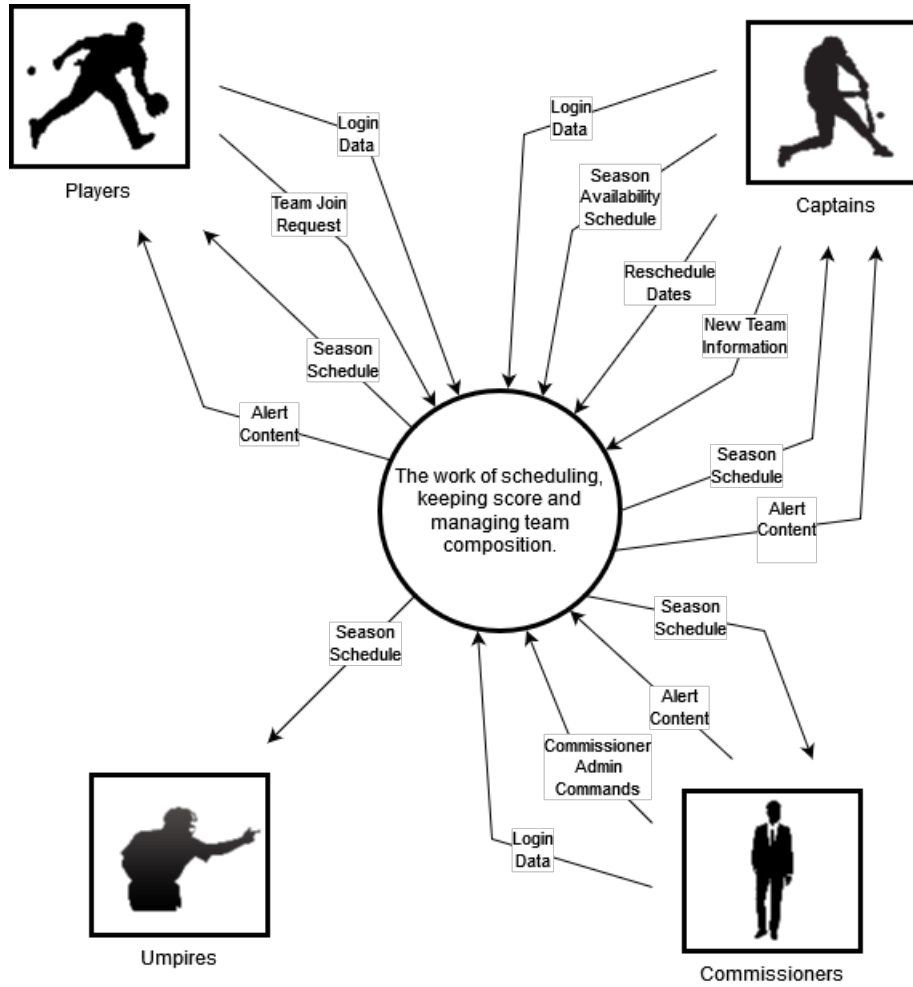 Login
Data
Team Join
Request
Players
Season
Schedule
Alert
Content
Login
Data
Season
Availability
Schedule
Captains
Reschedule
Dates
New Team
Information
Season
Schedule
Alert
Content
The work of scheduling,
keeping score and
managing team
composition.
Season
Schedule
Umpires
Season
Schedule
Alert
Content
Commissioner
Admin
Commands
Login
Data
Commissioners